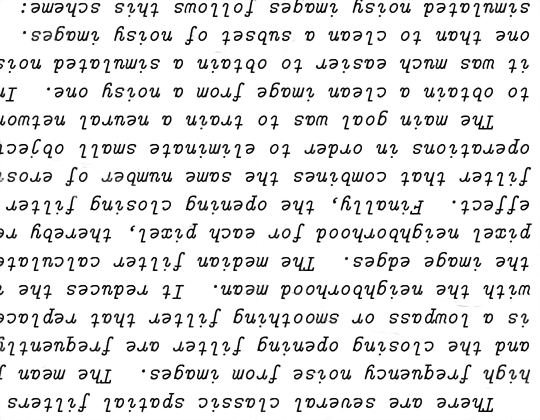 There are several classic spatial filters
high frequency noise from images. The mean
and the closing opening filter are frequently
is a lowpass or smoothing filter that replace
with the neighborhood mean. It reduces the
the image edges. The median filter calculate
pixel neighborhood for each pixel, thereby re
effect. Finally, the opening closing filter
filter that combines the same number of erosi
operations in order to eliminate small objec
The main goal was to train a neural networ
to obtain a clean image from a noisy one. In
it was much easier to obtain a simulated nois
one than to clean a subset of noisy images.
simulated noisy images follows this scheme: